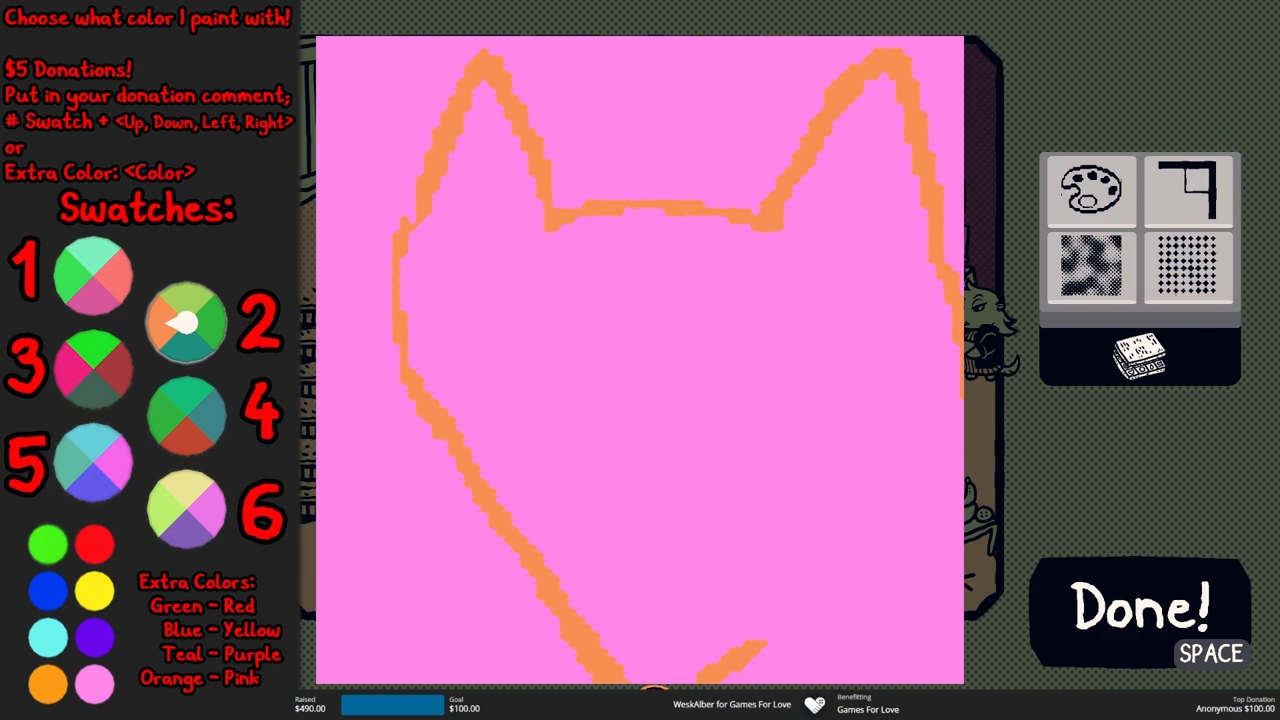 Choose what color I paint with!
$5 Donations!
Put in your donation comment;
# Swatch + <Up, Down, Left, Right>
or
Extra Color: <Color>
Swatches:
1
2
3
4
5
6
Extra Colors:
Green - Red
Blue - Yellow
Teal - Purple
Orange - Pink
Done!
SPACE
Raised
$490.00
Goal
$100.00
WeskAlber for Games For Love
Benefitting
Games For Love
Top Donation
Anonymous $100.00